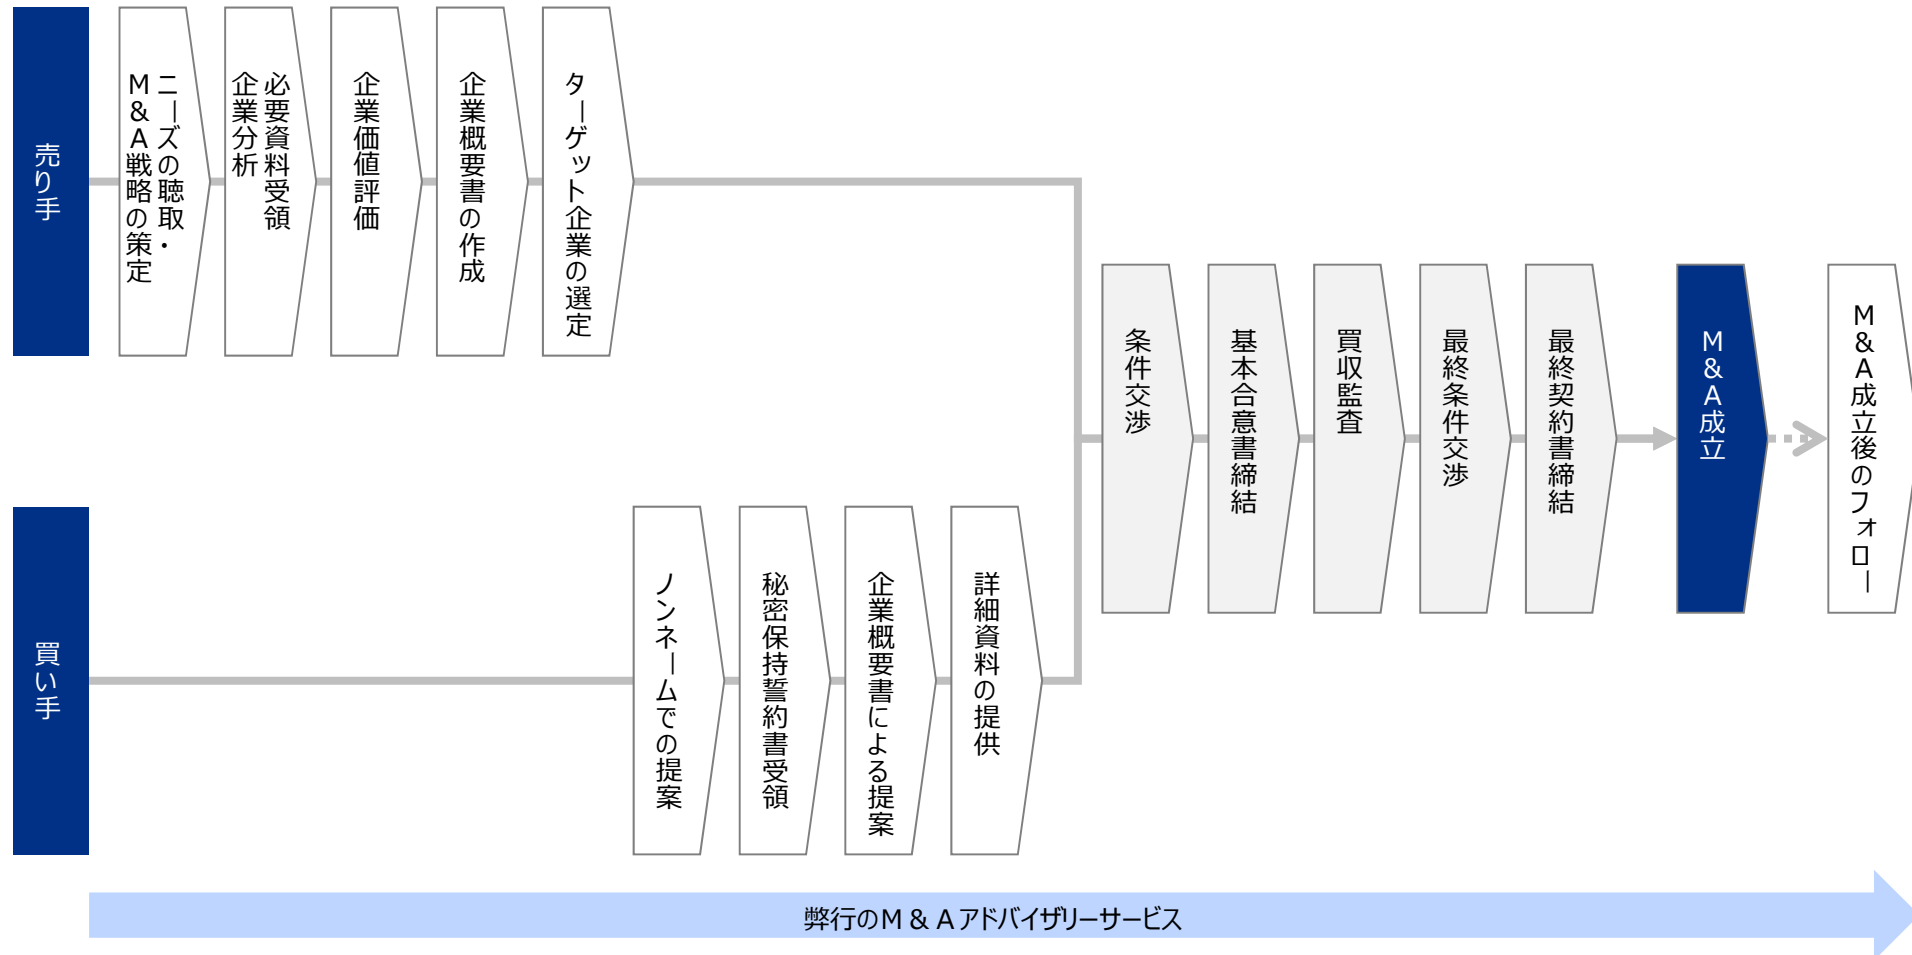 売り手
ニーズの聴取・
M&A戦略の策定
必要資料受領
企業分析
企業価値評価
企業概要書の作成
ターゲット企業の選定
買い手
ノンネームでの提案
秘密保持誓約書受領
企業概要書による提案
詳細資料の提供
条件交渉
基本合意書締結
買収監査
最終条件交渉
最終契約書締結
M&A成立
M&A成立後のフォロー
弊行のM&Aアドバイザリーサービス